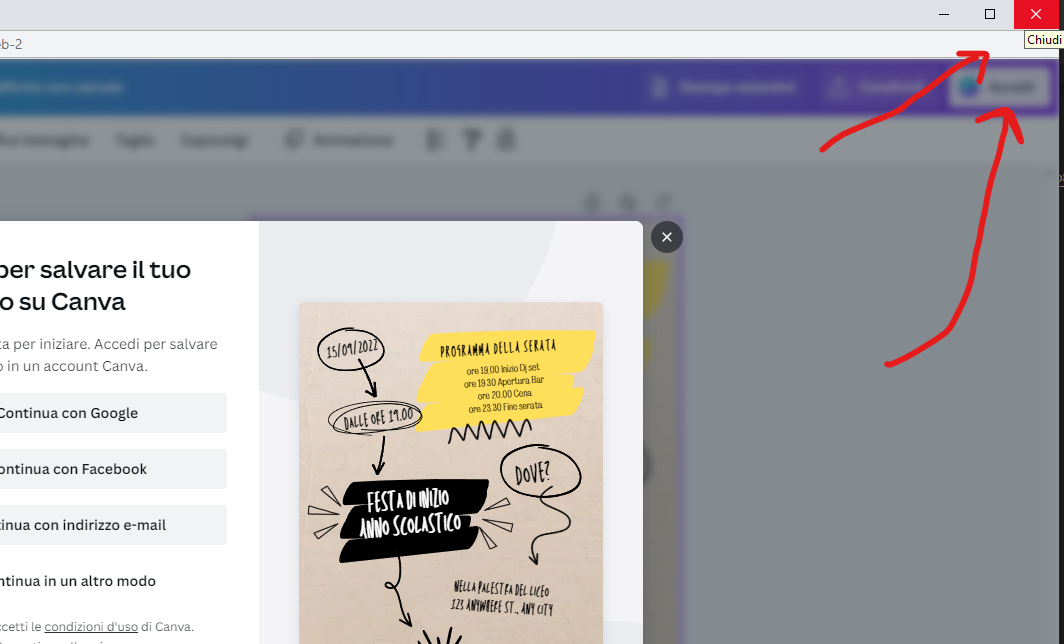 eb-2
Chiudi
Animazione
per salvare il tuo
o su Canva
ta per iniziare. Accedi per salvare
o in un account Canva.
Continua con Google
ontinua con Facebook
tinua con indirizzo e-mail
ntinua in un altro modo
ccetti le condizioni d'uso di Canva.
15/09/2022
PROGRAMMA DELLA SERATA
ore 19.00 Inizio Dj set.
ore 19.30 Apertura Bar
ore 20.00 Cena
ore 23.30 Fine serata
DALLE ORE 19.00
DOVE?
FESTA DI INIZIO
ANNO SCOLASTICO
NELLA PALESTRA DEL LICEO
123 ANYWHERE ST., ANY CITY